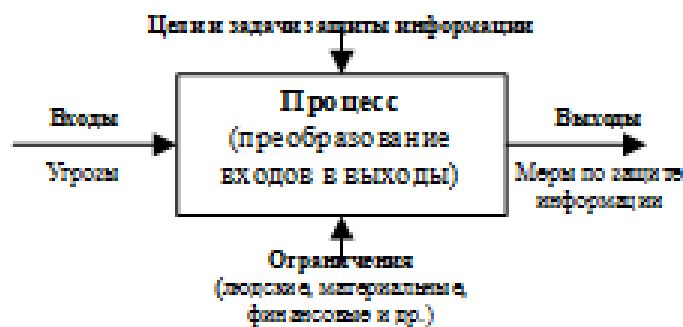 Цели и задачи защиты информации
Процесс
(преобразование
входов в выходы)
Входы
Угрозы
Выходы
Меры по защите
информации
Ограничения
(людские, материальные,
финансовые и др.)